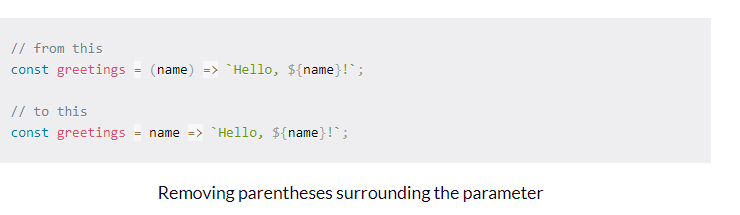 // from this
const greetings = (name) => `Hello, ${name}!`;
// to this
const greetings = name => `Hello, ${name}!`;
Removing parentheses surrounding the parameter